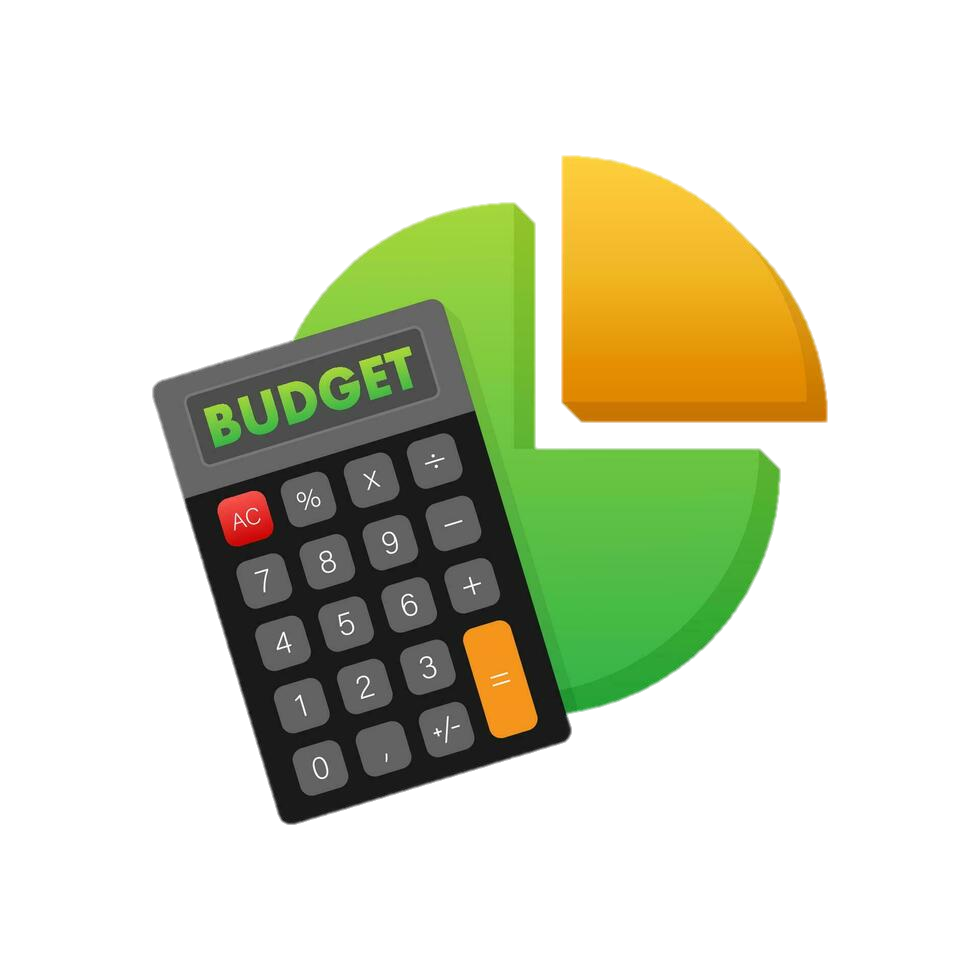 BUDGET
AC % X ÷
7 8 9 −
4 5 6 +
1 2 3 =
0 , +/-